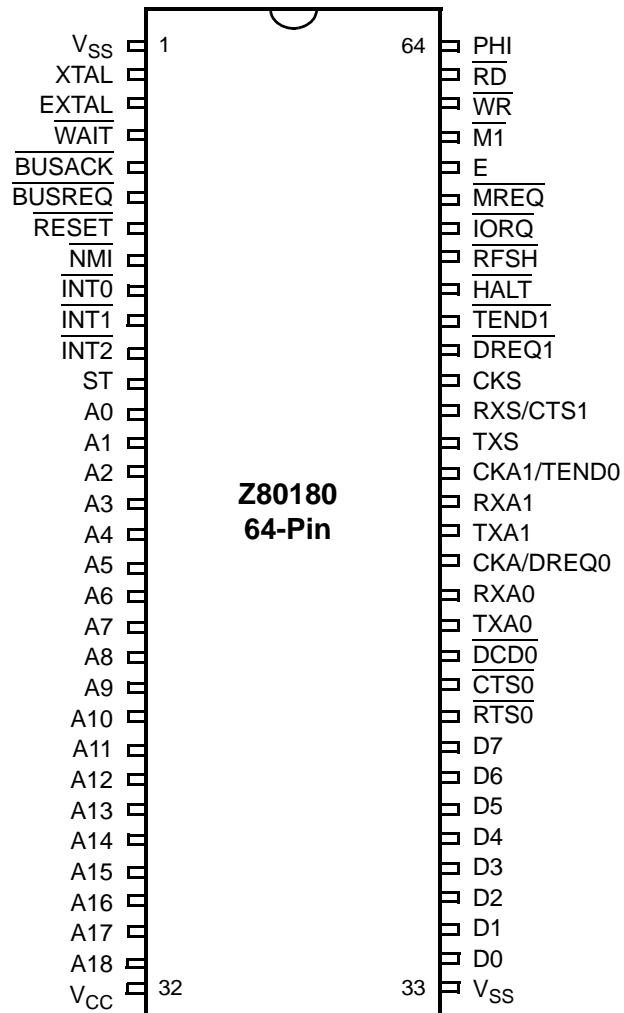 VSS 1 64 PHI
XTAL RD
EXTAL WR
WAIT M1
BUSACK E
BUSREQ MREQ
RESET IORQ
NMI RFSH
INT0 HALT
INT1 TEND1
INT2 DREQ1
ST CKS
A0 RXS/CTS1
A1 TXS
A2 CKA1/TEND0
A3 RXA1
A4 TXA1
A5 CKA/DREQ0
A6 RXA0
A7 TXA0
A8 DCD0
A9 CTS0
A10 RTS0
A11 D7
A12 D6
A13 D5
A14 D4
A15 D3
A16 D2
A17 D1
A18 D0
VCC 32 33 VSS
Z80180
64-Pin